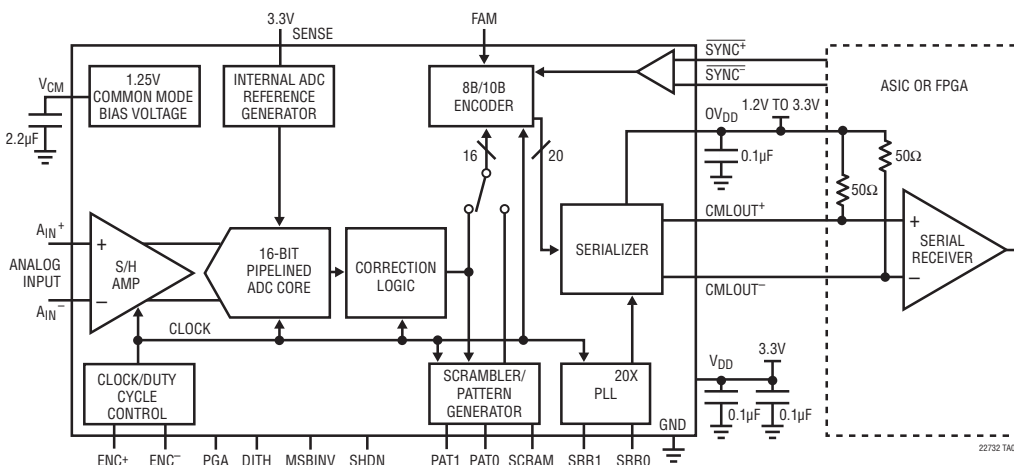 3.3V
SENSE
FAM
SYNC+
SYNC–
ASIC OR FPGA
VCM
2.2µF
1.25V
COMMON MODE
BIAS VOLTAGE
INTERNAL ADC
REFERENCE
GENERATOR
8B/10B
ENCODER
OVDD
1.2V TO 3.3V
0.1µF
50Ω
50Ω
16
20
AIN+
ANALOG
INPUT
AIN–
+
–
S/H
AMP
16-BIT
PIPELINED
ADC CORE
CORRECTION
LOGIC
SERIALIZER
CMLOUT+
CMLOUT–
+
–
SERIAL
RECEIVER
CLOCK
CLOCK/DUTY
CYCLE
CONTROL
SCRAMBLER/
PATTERN
GENERATOR
20X
PLL
VDD
3.3V
0.1µF
0.1µF
GND
ENC+
ENC–
PGA
DITH
MSBINV
SHDN
PAT1
PAT0
SCRAM
SRR1
SRR0
22732